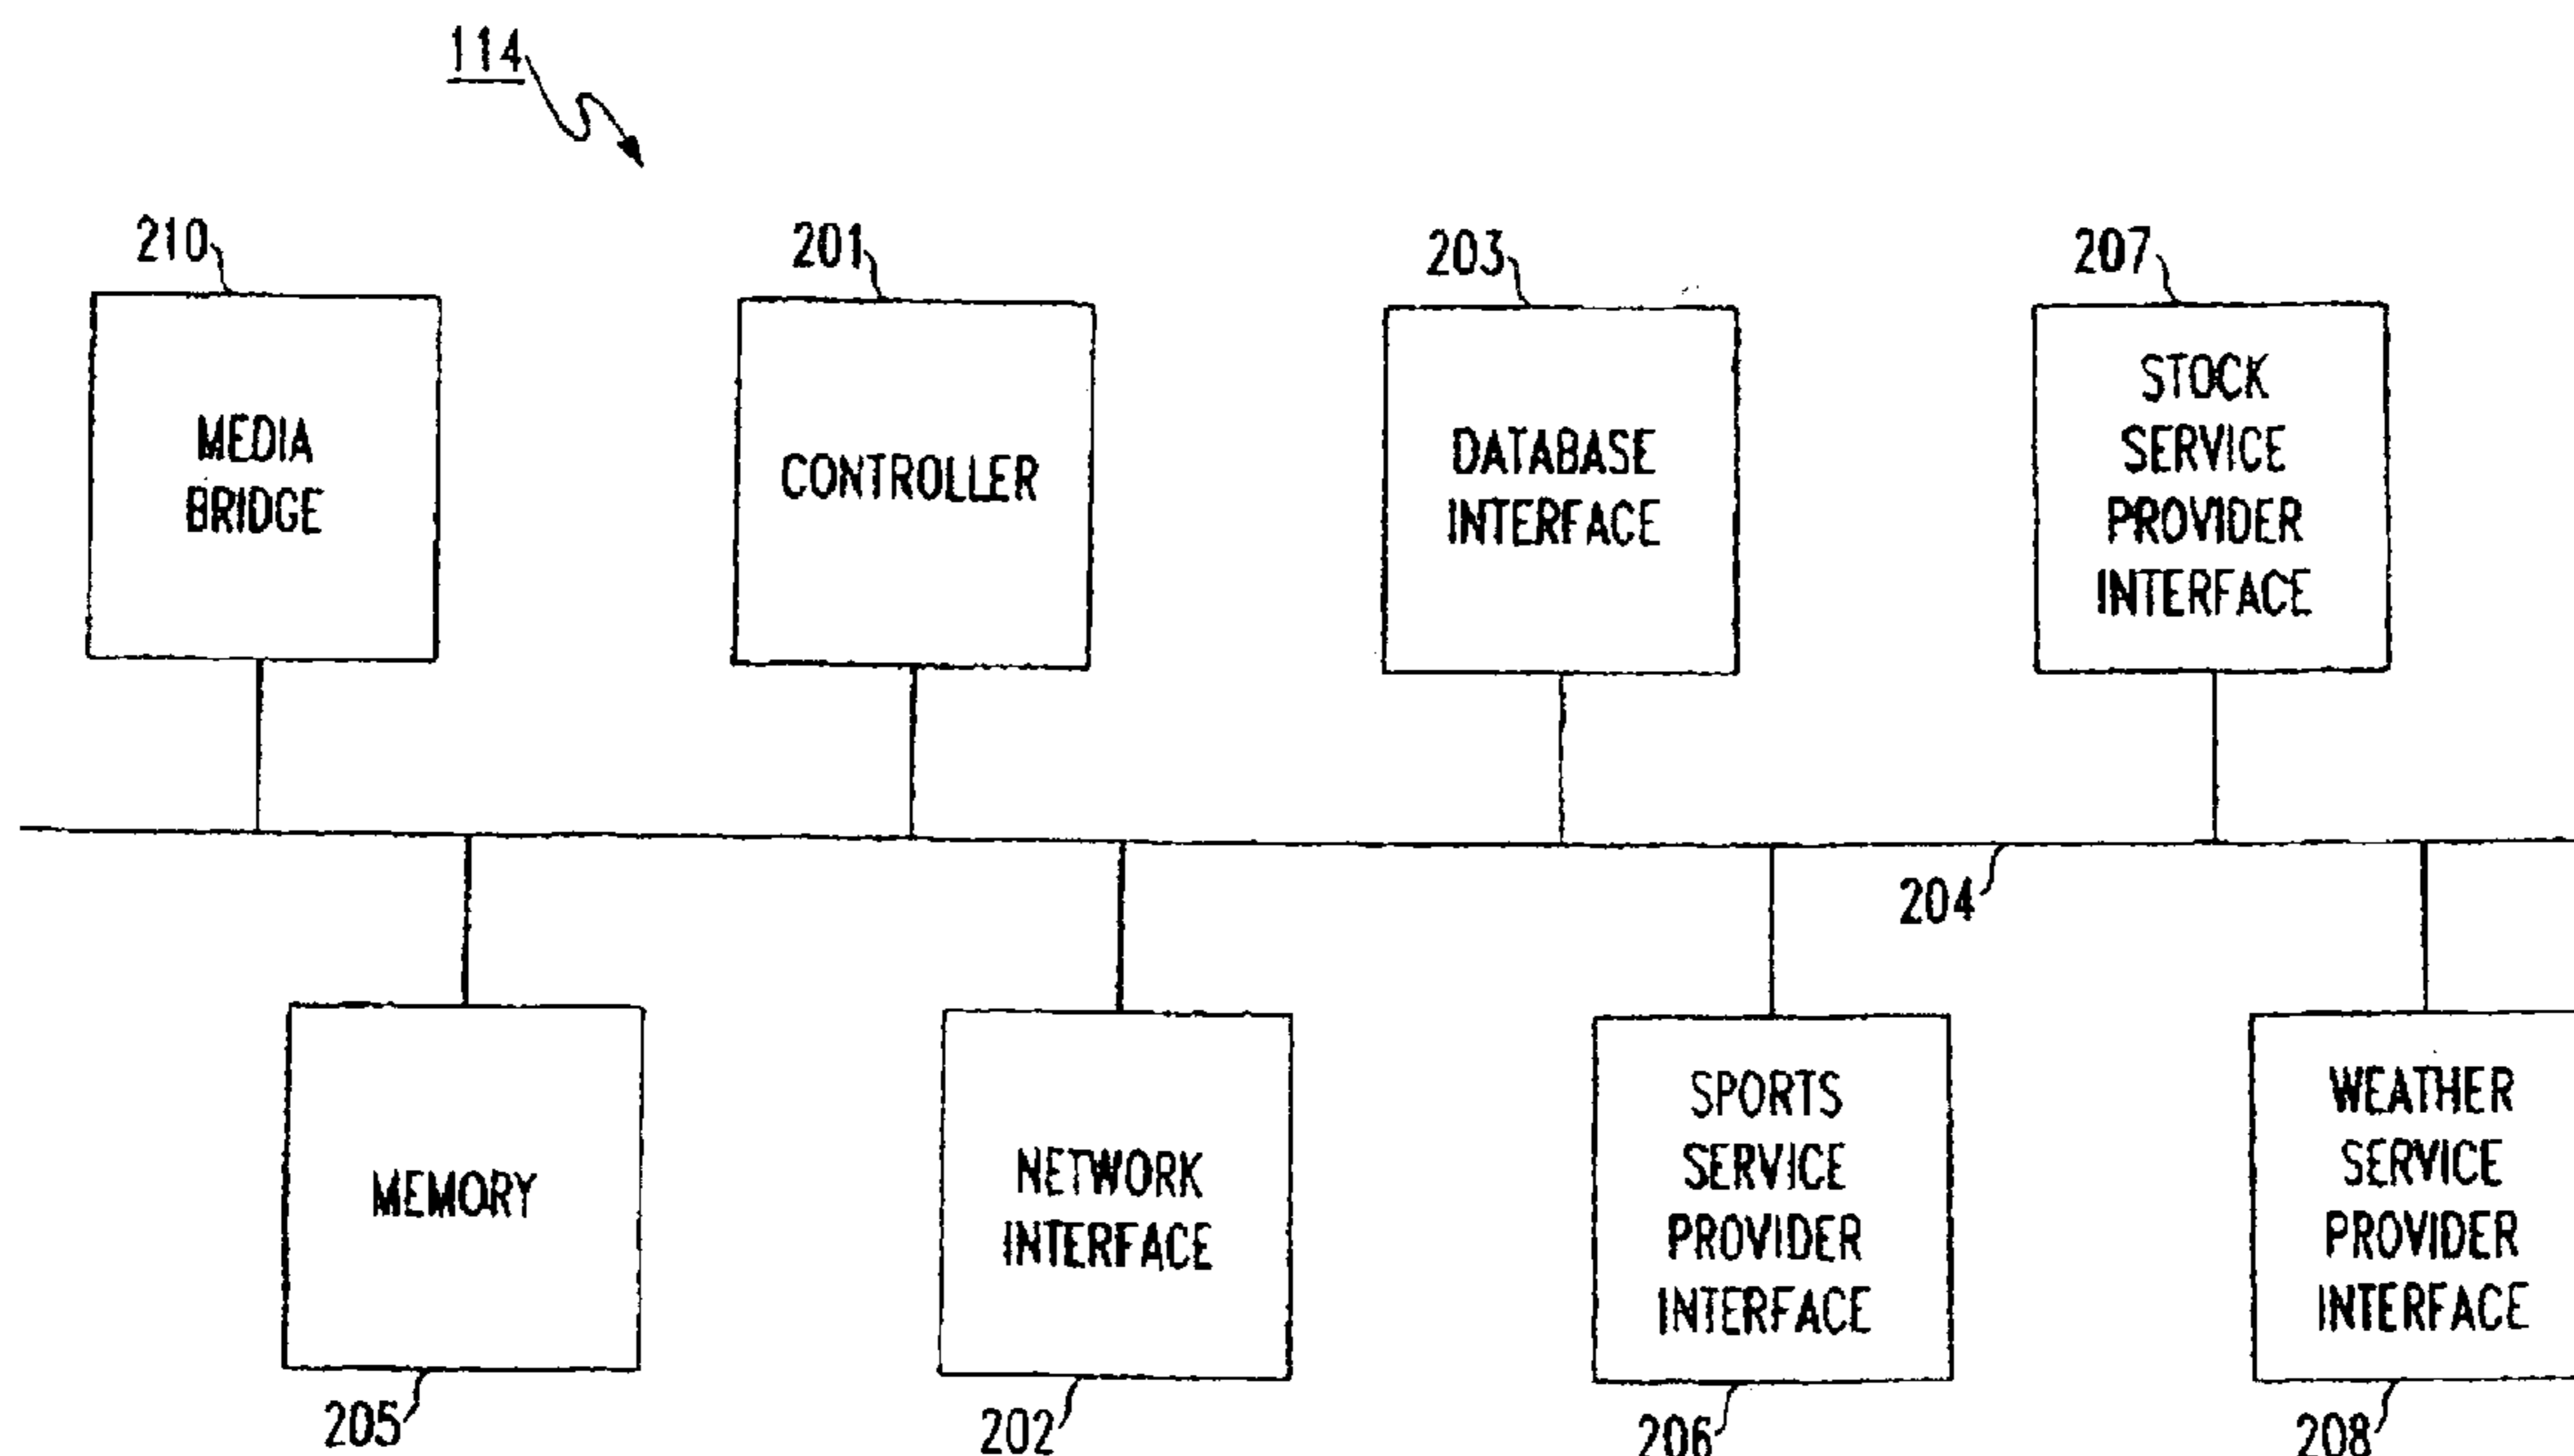 114
210
201
203
207
MEDIA
BRIDGE
CONTROLLER
DATABASE
INTERFACE
STOCK
SERVICE
PROVIDER
INTERFACE
204
MEMORY
NETWORK
INTERFACE
SPORTS
SERVICE
PROVIDER
INTERFACE
WEATHER
SERVICE
PROVIDER
INTERFACE
205
202
206
208